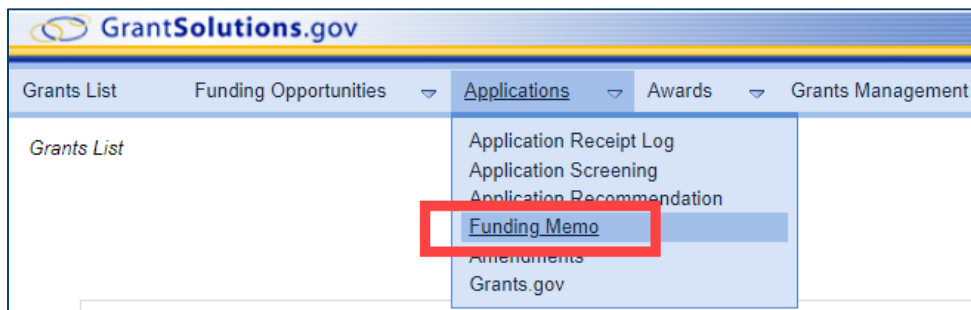 GrantSolutions.gov
Grants List Funding Opportunities Applications Awards Grants Management
Grants List
Application Receipt Log
Application Screening
Application Recommendation
Funding Memo
Amendments
Grants.gov